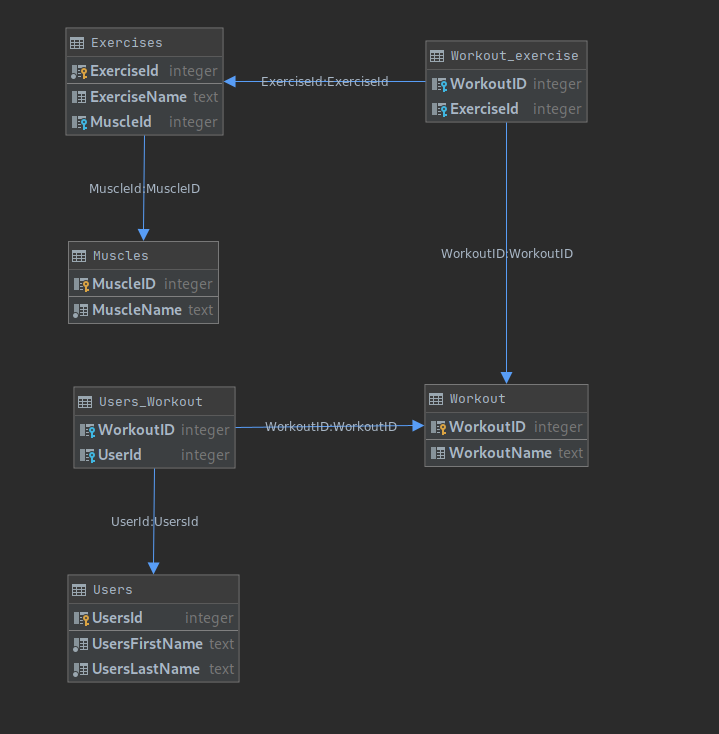 Exercises
ExerciseId integer
ExerciseName text
MuscleId integer
Workout_exercise
WorkoutID integer
ExerciseId integer
ExerciseId:ExerciseId
MuscleId:MuscleID
WorkoutID:WorkoutID
Muscles
MuscleID integer
MuscleName text
Users_Workout
WorkoutID integer
UserId integer
WorkoutID:WorkoutID
Workout
WorkoutID integer
WorkoutName text
UserId:UsersId
Users
UsersId integer
UsersFirstName text
UsersLastName text